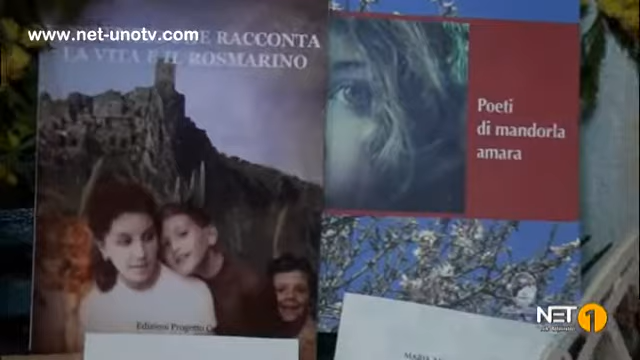 www.net-unotv.com
RACCONTA
LA VITA E IL ROSMARINO
Poeti
di mandorla
amara
Edizioni Progetto
NET 1